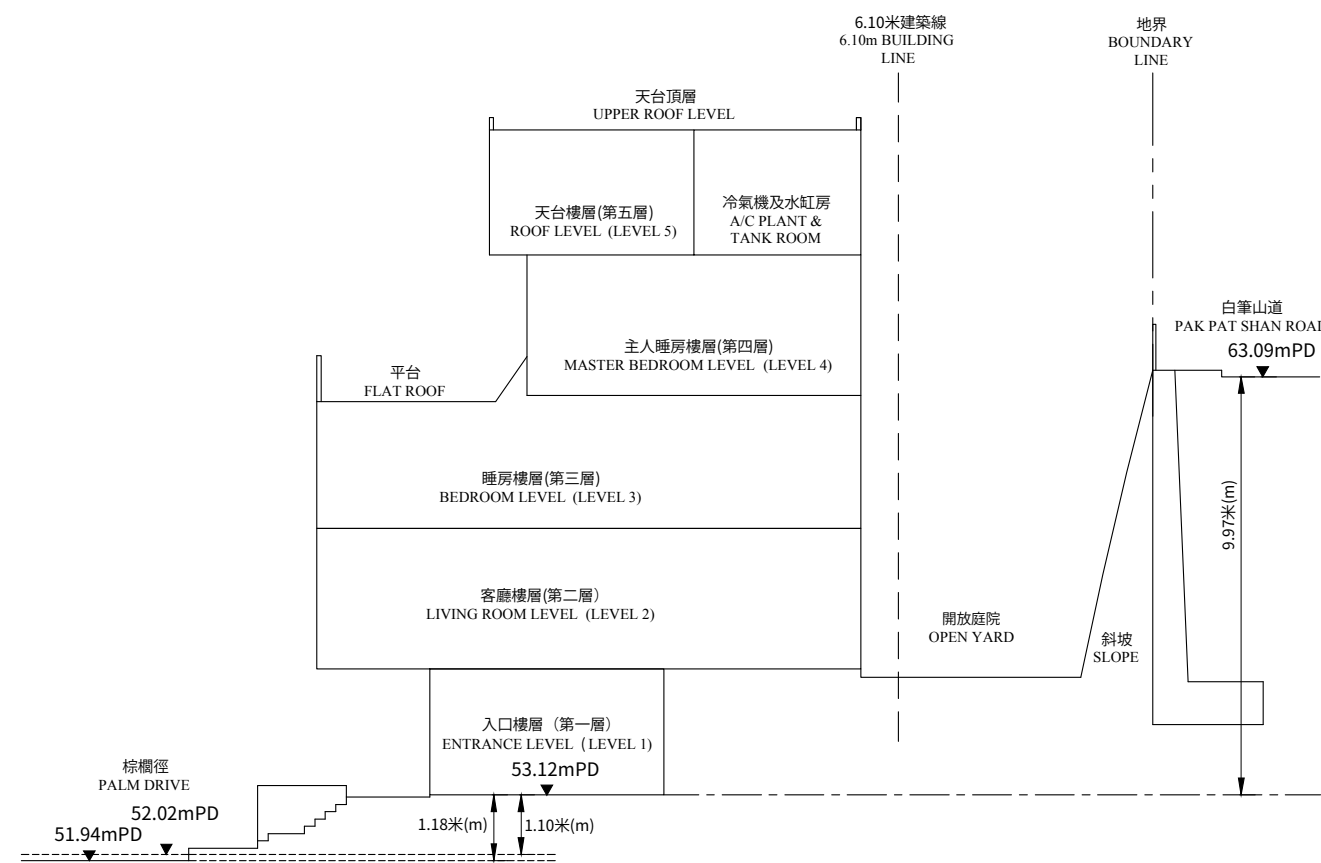 6.10米建築線
6.10m BUILDING
LINE
地界
BOUNDARY
LINE
天台頂層
UPPER ROOF LEVEL
天台樓層(第五層)
ROOF LEVEL (LEVEL 5)
冷氣機及水缸房
A/C PLANT &
TANK ROOM
白筆山道
PAK PAT SHAN ROAD
63.09mPD
主人睡房樓層(第四層)
MASTER BEDROOM LEVEL (LEVEL 4)
平台
FLAT ROOF
睡房樓層(第三層)
BEDROOM LEVEL (LEVEL 3)
9.97米(m)
客廳樓層(第二層）
LIVING ROOM LEVEL (LEVEL 2)
開放庭院
OPEN YARD
斜坡
SLOPE
入口樓層（第一層）
ENTRANCE LEVEL (LEVEL 1)
53.12mPD
棕櫚徑
PALM DRIVE
52.02mPD
51.94mPD
1.18米(m)
1.10米(m)